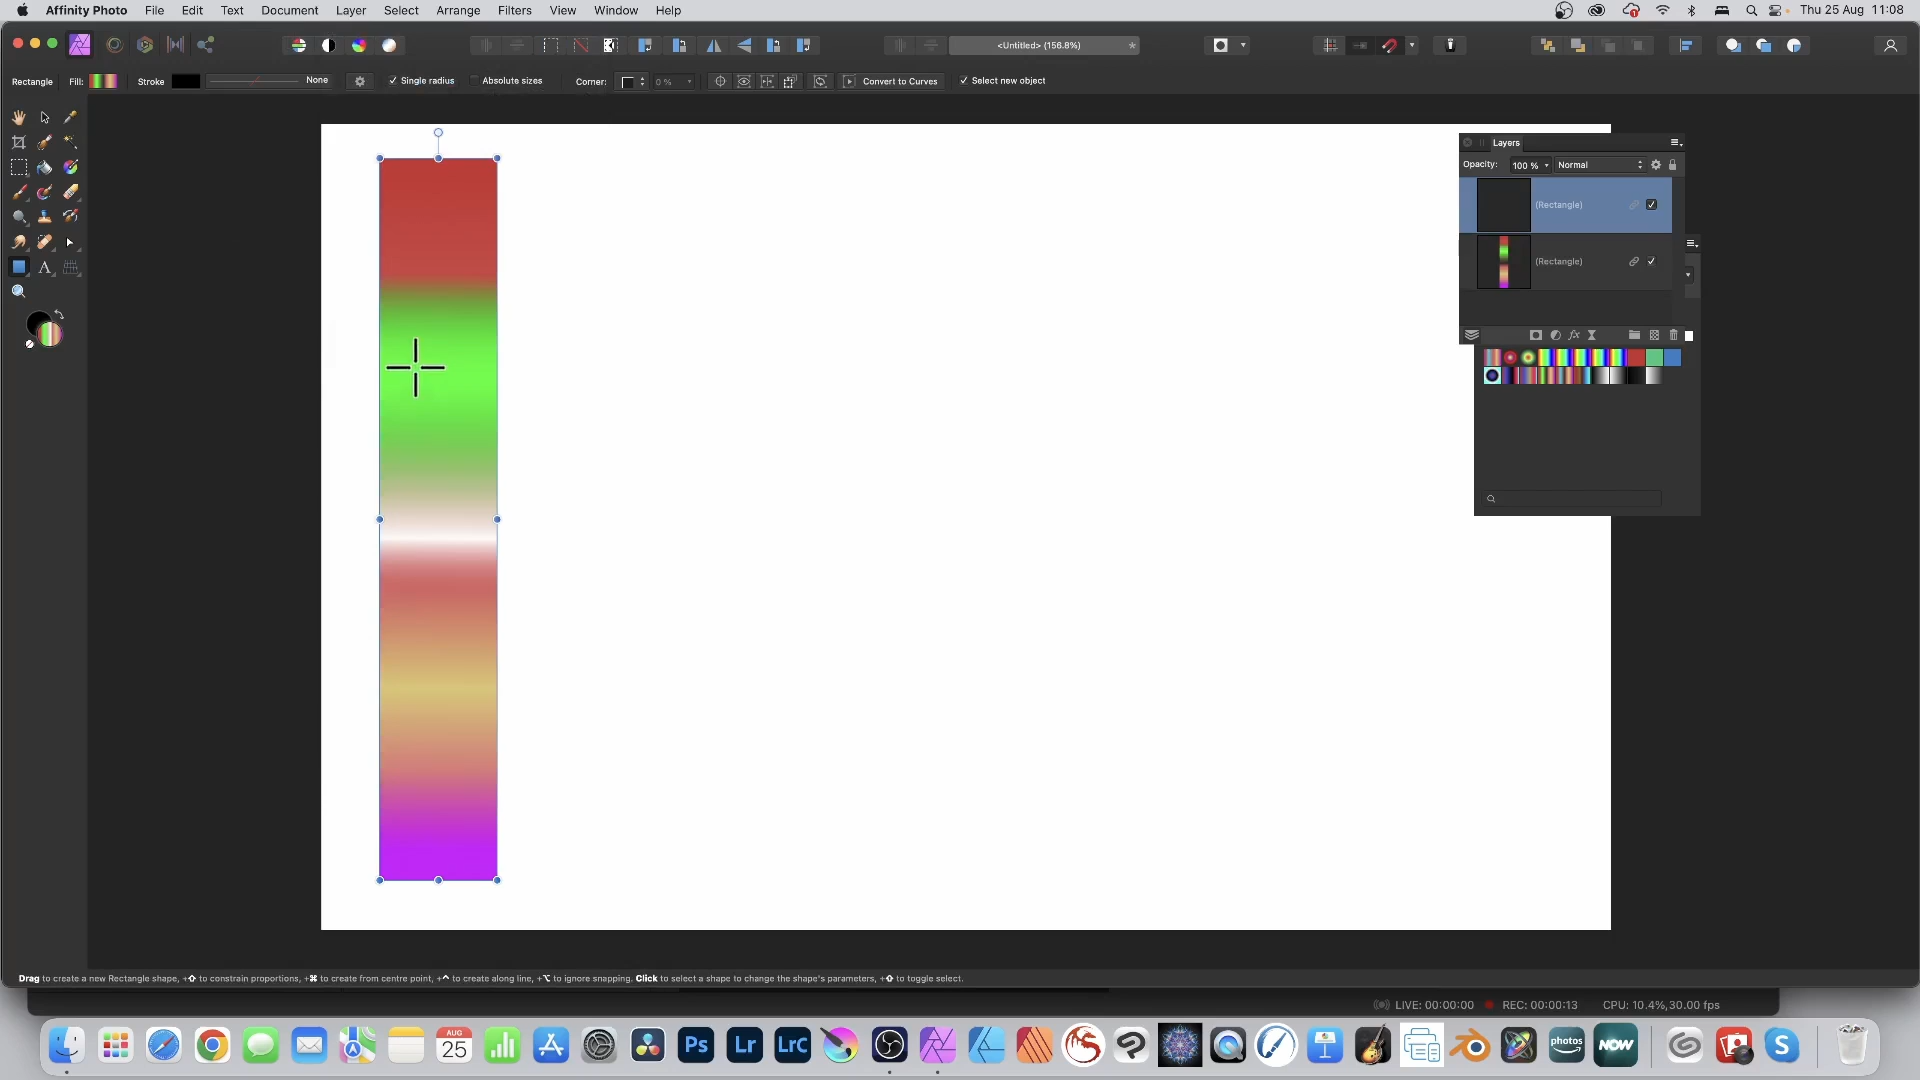 Affinity Photo File Edit Text Document Layer Select Arrange Filters View Window Help Thu 25 Aug 11:08
<Untitled> (156.8%)
Rectangle Fill: Stroke None Single radius Absolute sizes Corner: 0 % Convert to Curves Select new object
Layers
Opacity: 100 % Normal
(Rectangle)
(Rectangle)
Drag to create a new Rectangle shape, +⇧ to constrain proportions, +⌘ to create from centre point, +^ to create along line, +⌥ to ignore snapping. Click to select a shape to change the shape's parameters, +⇧ to toggle select.
LIVE: 00:00:00 REC: 00:00:13 CPU: 10.4%,30.00 fps
AUG
25
Ps
Lr
LrC
photos
NOW
S